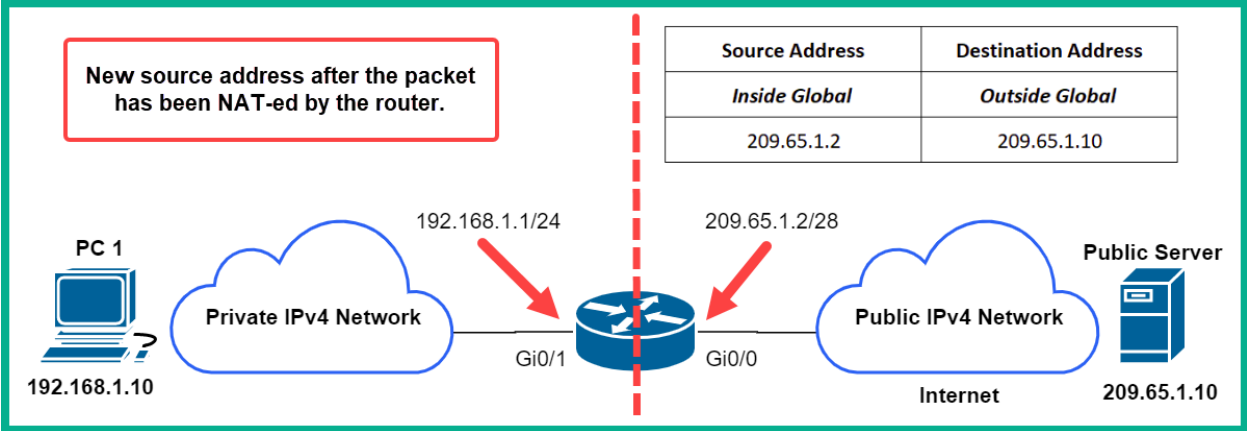 New source address after the packet
has been NAT-ed by the router.
Source Address
Destination Address
Inside Global
Outside Global
209.65.1.2
209.65.1.10
192.168.1.1/24
209.65.1.2/28
PC 1
Public Server
Private IPv4 Network
Public IPv4 Network
Gi0/1
Gi0/0
192.168.1.10
Internet
209.65.1.10